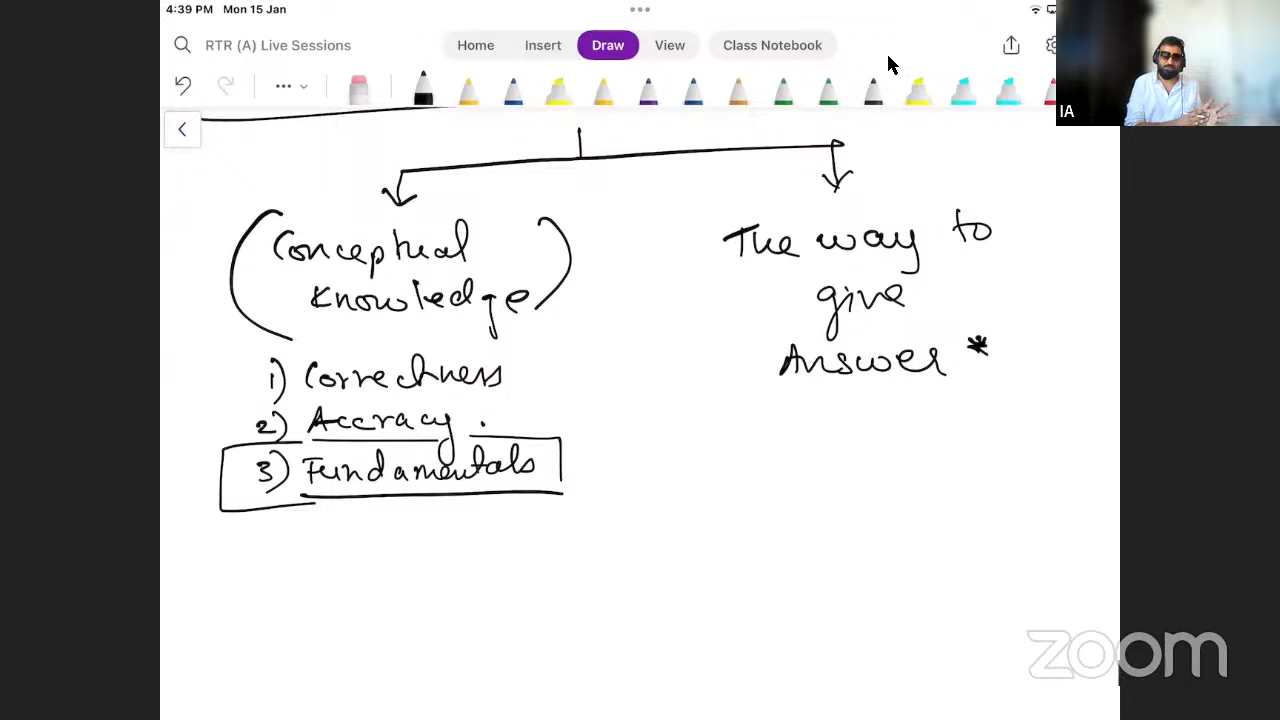 4:39 PM Mon 15 Jan
RTR (A) Live Sessions
Home Insert Draw View Class Notebook
IA
Conceptual
Knowledge
The way to
give
Answer *
1) Correctness
2) Accracy.
3) Fundamentals
zoom